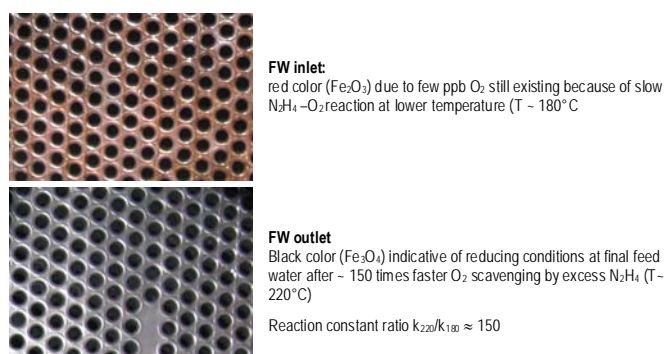 FW inlet:
red color (Fe₂O₃) due to few ppb O₂ still existing because of slow
N₂H₄ –O₂ reaction at lower temperature (T ~ 180°C
FW outlet
Black color (Fe₃O₄) indicative of reducing conditions at final feed
water after ~ 150 times faster O₂ scavenging by excess N₂H₄ (T~
220°C)
Reaction constant ratio k₂₂₀/k₁₈₀ ≈ 150